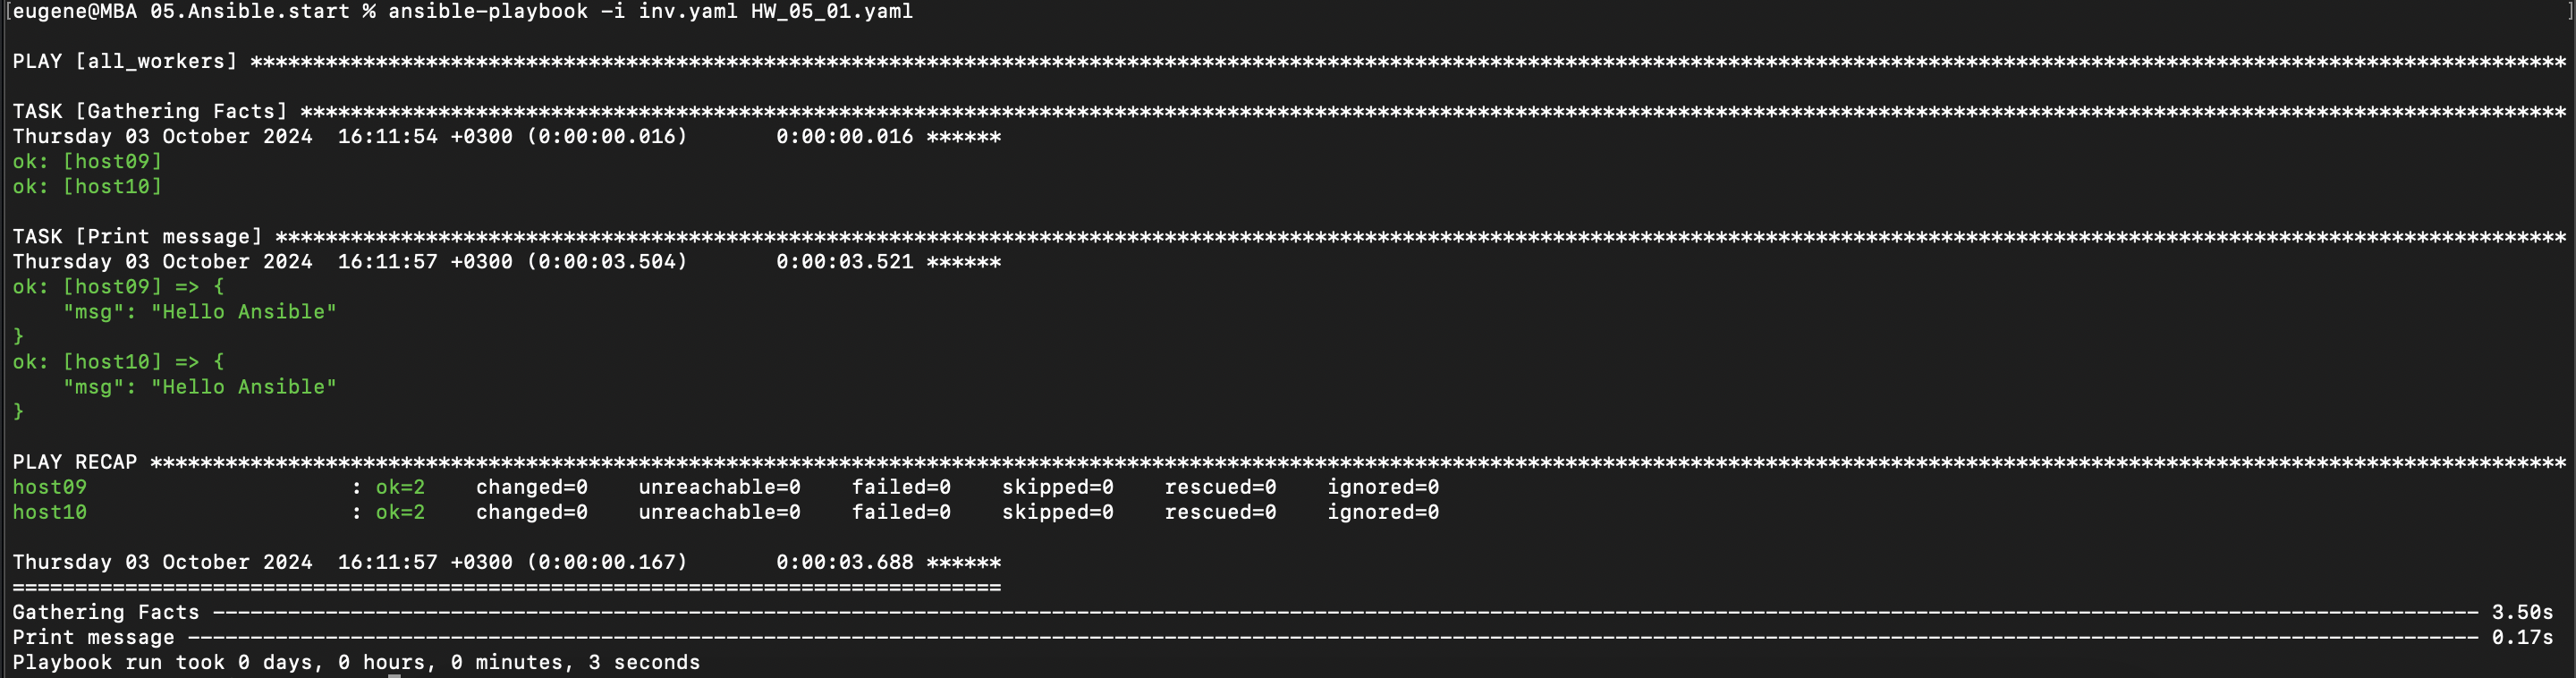 [eugene@MBA 05.Ansible.start % ansible-playbook -i inv.yaml HW_05_01.yaml ]
PLAY [all_workers] *****************************************************************************************************************************************************************************************
TASK [Gathering Facts] *************************************************************************************************************************************************************************************
Thursday 03 October 2024  16:11:54 +0300 (0:00:00.016)       0:00:00.016 ******
ok: [host09]
ok: [host10]
TASK [Print message] ***************************************************************************************************************************************************************************************
Thursday 03 October 2024  16:11:57 +0300 (0:00:03.504)       0:00:03.521 ******
ok: [host09] => {
    "msg": "Hello Ansible"
}
ok: [host10] => {
    "msg": "Hello Ansible"
}
PLAY RECAP *************************************************************************************************************************************************************************************************
host09                     : ok=2    changed=0    unreachable=0    failed=0    skipped=0    rescued=0    ignored=0
host10                     : ok=2    changed=0    unreachable=0    failed=0    skipped=0    rescued=0    ignored=0
Thursday 03 October 2024  16:11:57 +0300 (0:00:00.167)       0:00:03.688 ******
===============================================================================
Gathering Facts ------------------------------------------------------------------------------------------------------------------------------------------------------------------------------------- 3.50s
Print message --------------------------------------------------------------------------------------------------------------------------------------------------------------------------------------- 0.17s
Playbook run took 0 days, 0 hours, 0 minutes, 3 seconds